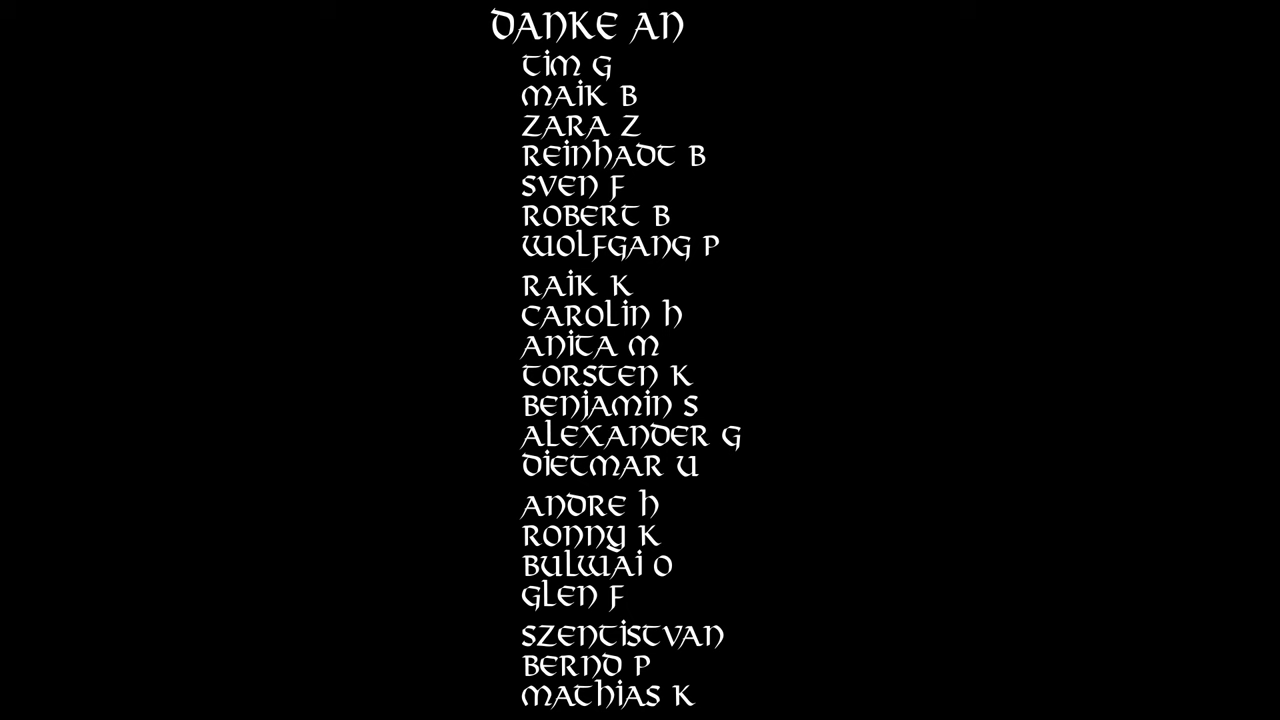 DANKE AN
TIM G
MAIK B
ZARA Z
REINHADT B
SVEN F
ROBERT B
WOLFGANG P
RAIK K
CAROLIN H
ANITA M
TORSTEN K
BENJAMIN S
ALEXANDER G
DIETMAR U
ANDRE H
RONNY K
BULWAI O
GLEN F
SZENTISTVAN
BERND P
MATHIAS K